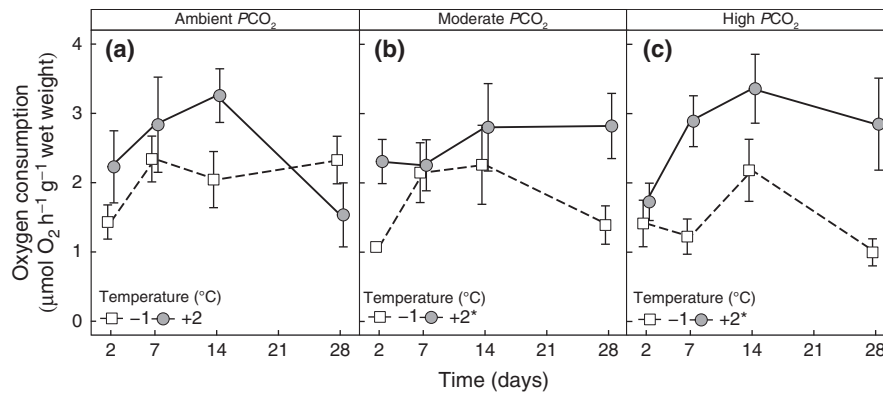 Ambient PCO₂ Moderate PCO₂ High PCO₂
(a) (b) (c)
Oxygen consumption
(μmol O₂ h⁻¹ g⁻¹ wet weight)
4
3
2
1
0
Temperature (°C) Temperature (°C) Temperature (°C)
−1 +2 −1 +2* −1 +2*
2 7 14 21 28 2 7 14 21 28 2 7 14 21 28
Time (days)